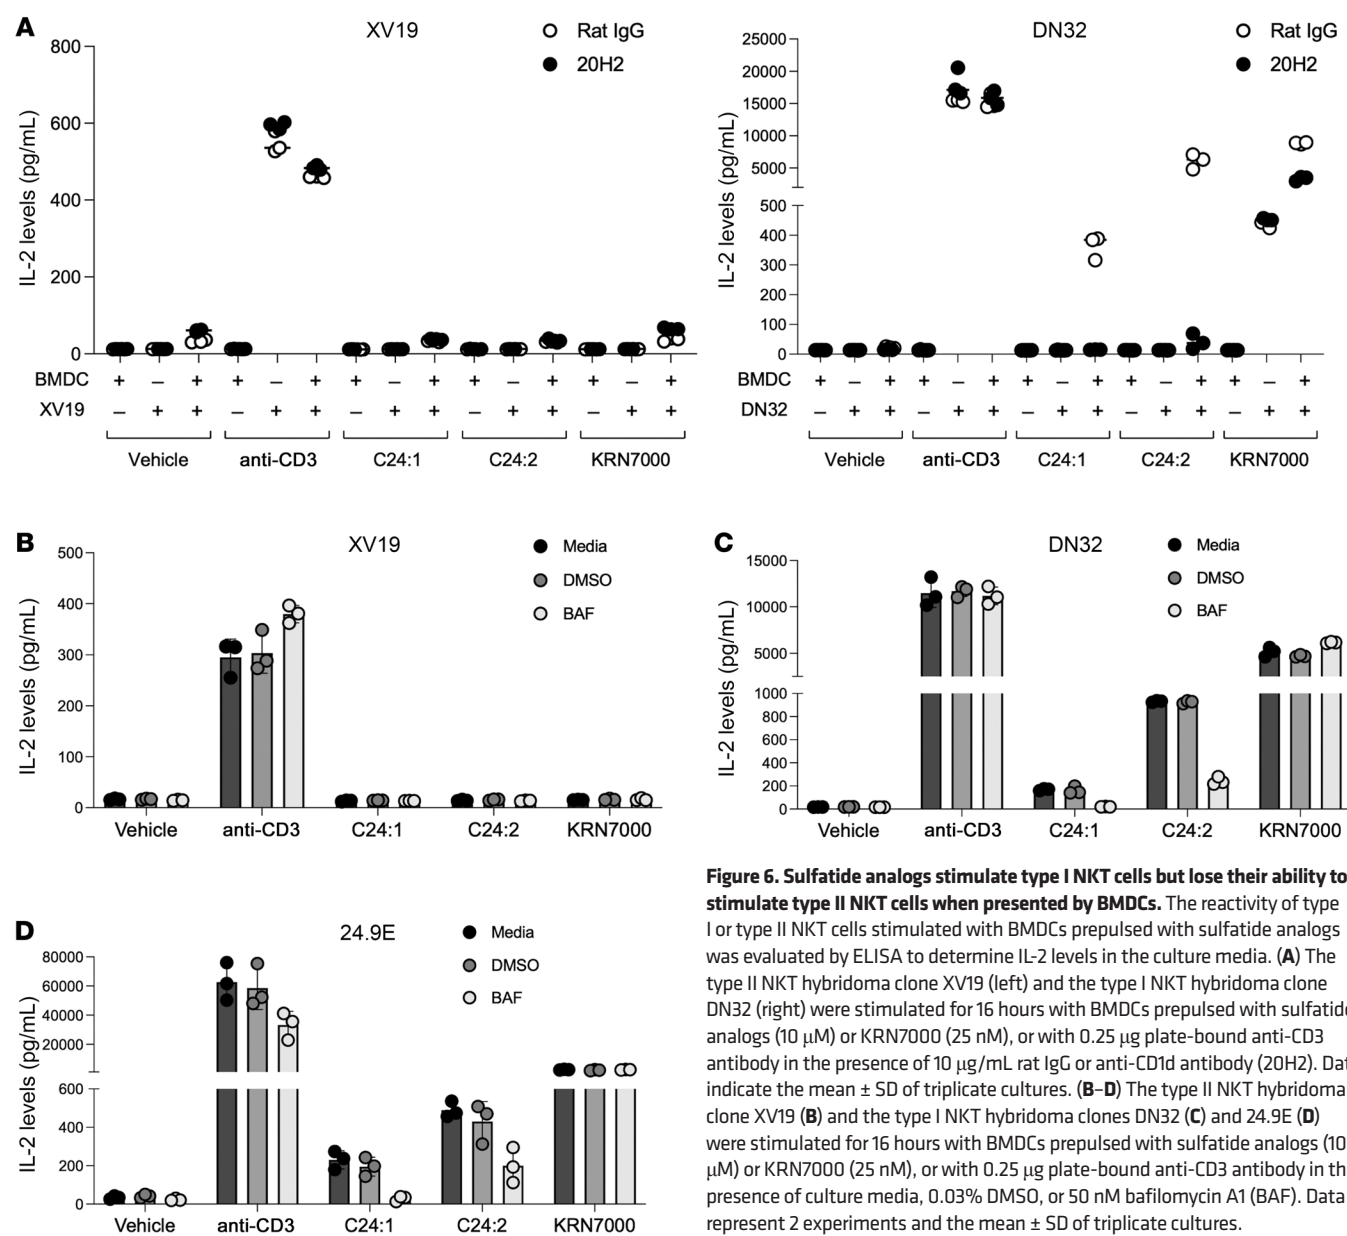 A
XV19
Rat IgG
20H2
IL-2 levels (pg/mL)
800
600
400
200
0
BMDC + – + + – + + – + + – + + – +
XV19 – + + – + + – + + – + + – + +
Vehicle anti-CD3 C24:1 C24:2 KRN7000
DN32
Rat IgG
20H2
IL-2 levels (pg/mL)
25000
20000
15000
10000
5000
500
400
300
200
100
0
BMDC + – + + – + + – + + – + + – +
DN32 – + + – + + – + + – + + – + +
Vehicle anti-CD3 C24:1 C24:2 KRN7000
B
XV19
Media
DMSO
BAF
IL-2 levels (pg/mL)
500
400
300
200
100
0
Vehicle anti-CD3 C24:1 C24:2 KRN7000
C
DN32
Media
DMSO
BAF
IL-2 levels (pg/mL)
15000
10000
5000
1000
800
600
400
200
0
Vehicle anti-CD3 C24:1 C24:2 KRN7000
D
24.9E
Media
DMSO
BAF
IL-2 levels (pg/mL)
80000
60000
40000
20000
600
400
200
0
Vehicle anti-CD3 C24:1 C24:2 KRN7000
Figure 6. Sulfatide analogs stimulate type I NKT cells but lose their ability to
stimulate type II NKT cells when presented by BMDCs. The reactivity of type
I or type II NKT cells stimulated with BMDCs prepulsed with sulfatide analogs
was evaluated by ELISA to determine IL-2 levels in the culture media. (A) The
type II NKT hybridoma clone XV19 (left) and the type I NKT hybridoma clone
DN32 (right) were stimulated for 16 hours with BMDCs prepulsed with sulfatide
analogs (10 μM) or KRN7000 (25 nM), or with 0.25 μg plate-bound anti-CD3
antibody in the presence of 10 μg/mL rat IgG or anti-CD1d antibody (20H2). Dat
indicate the mean ± SD of triplicate cultures. (B–D) The type II NKT hybridoma
clone XV19 (B) and the type I NKT hybridoma clones DN32 (C) and 24.9E (D)
were stimulated for 16 hours with BMDCs prepulsed with sulfatide analogs (10
μM) or KRN7000 (25 nM), or with 0.25 μg plate-bound anti-CD3 antibody in th
presence of culture media, 0.03% DMSO, or 50 nM bafilomycin A1 (BAF). Data
represent 2 experiments and the mean ± SD of triplicate cultures.